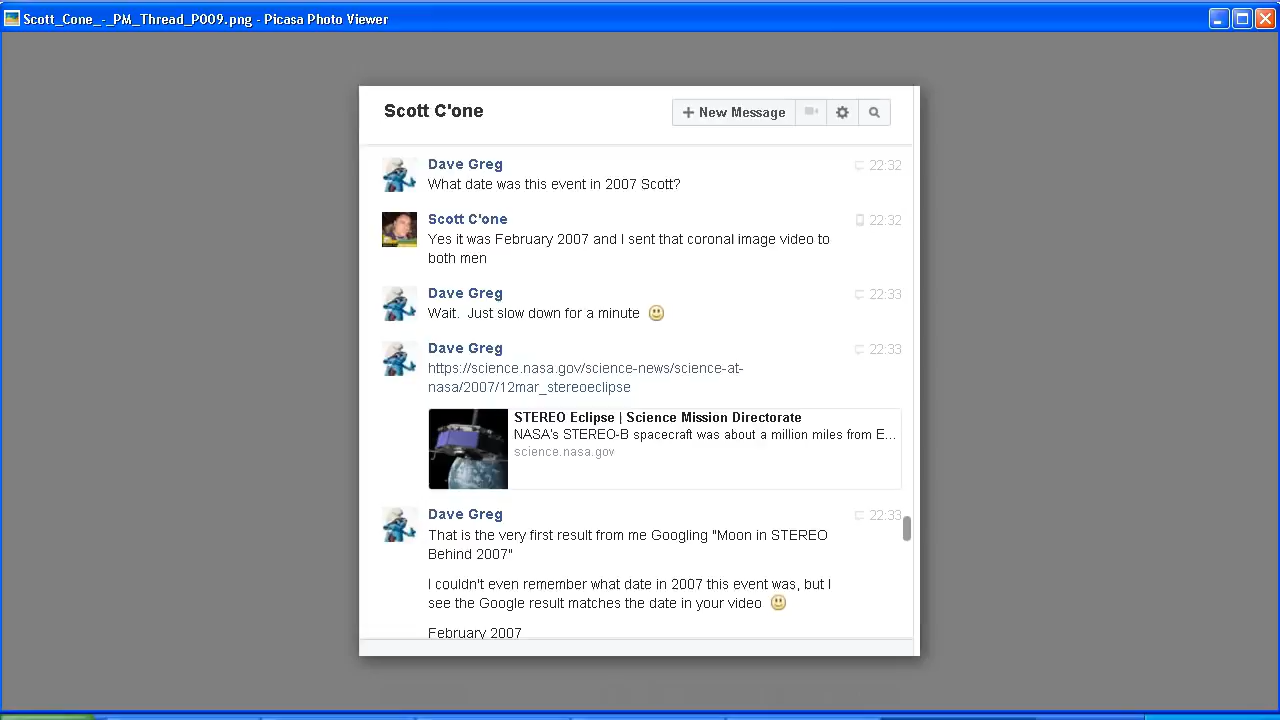 Scott_Cone_-_PM_Thread_P009.png - Picasa Photo Viewer
Scott C'one
New Message
Dave Greg
22:32
What date was this event in 2007 Scott?
Scott C'one
22:32
Yes it was February 2007 and I sent that coronal image video to
both men
Dave Greg
22:33
Wait.  Just slow down for a minute
Dave Greg
22:33
https://science.nasa.gov/science-news/science-at-
nasa/2007/12mar_stereoeclipse
STEREO Eclipse | Science Mission Directorate
NASA's STEREO-B spacecraft was about a million miles from E...
science.nasa.gov
Dave Greg
22:33
That is the very first result from me Googling "Moon in STEREO
Behind 2007"
I couldn't even remember what date in 2007 this event was, but I
see the Google result matches the date in your video
February 2007